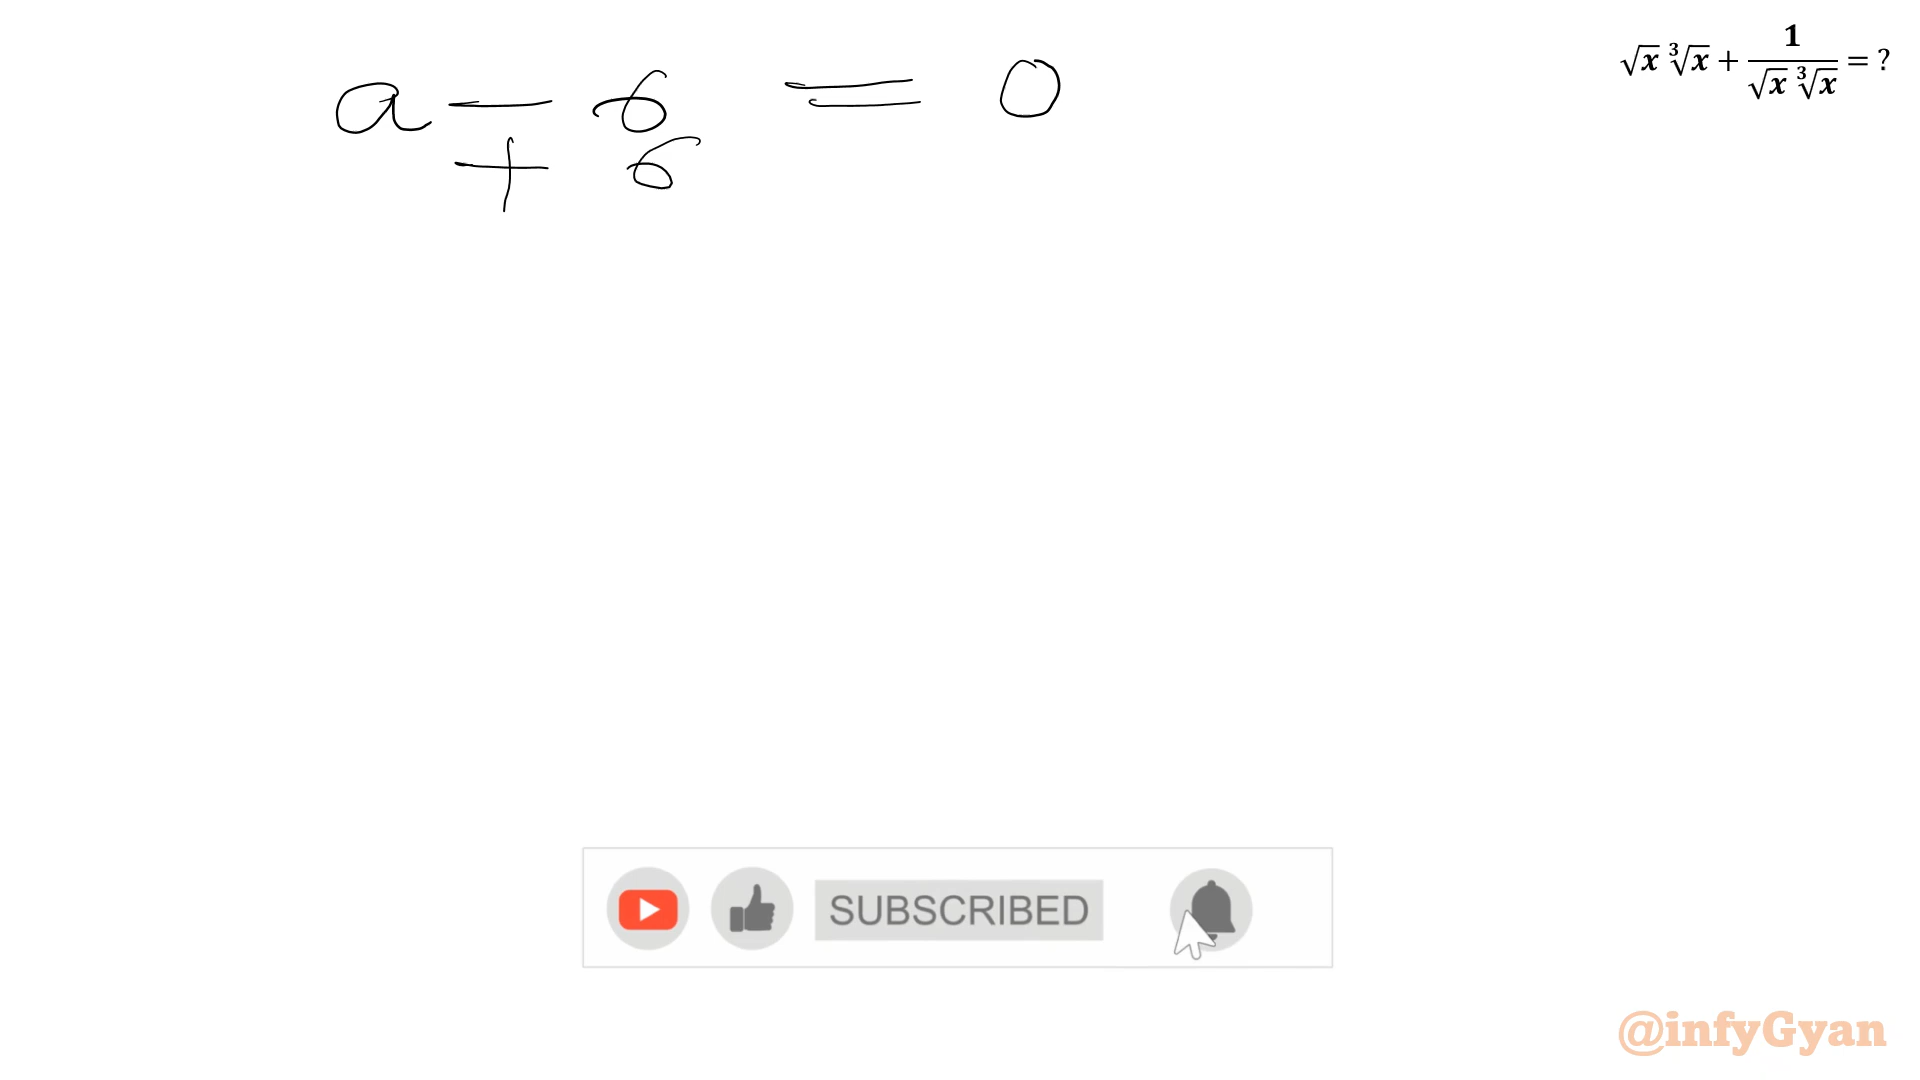 a - 6 = 0
+ 6
√x ∛x + 1/(√x ∛x) = ?
SUBSCRIBED
@infyGyan